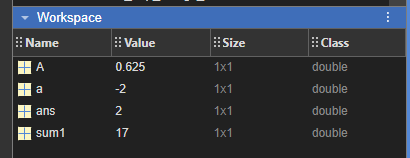 Workspace
Name Value Size Class
A 0.625 1x1 double
a -2 1x1 double
ans 2 1x1 double
sum1 17 1x1 double